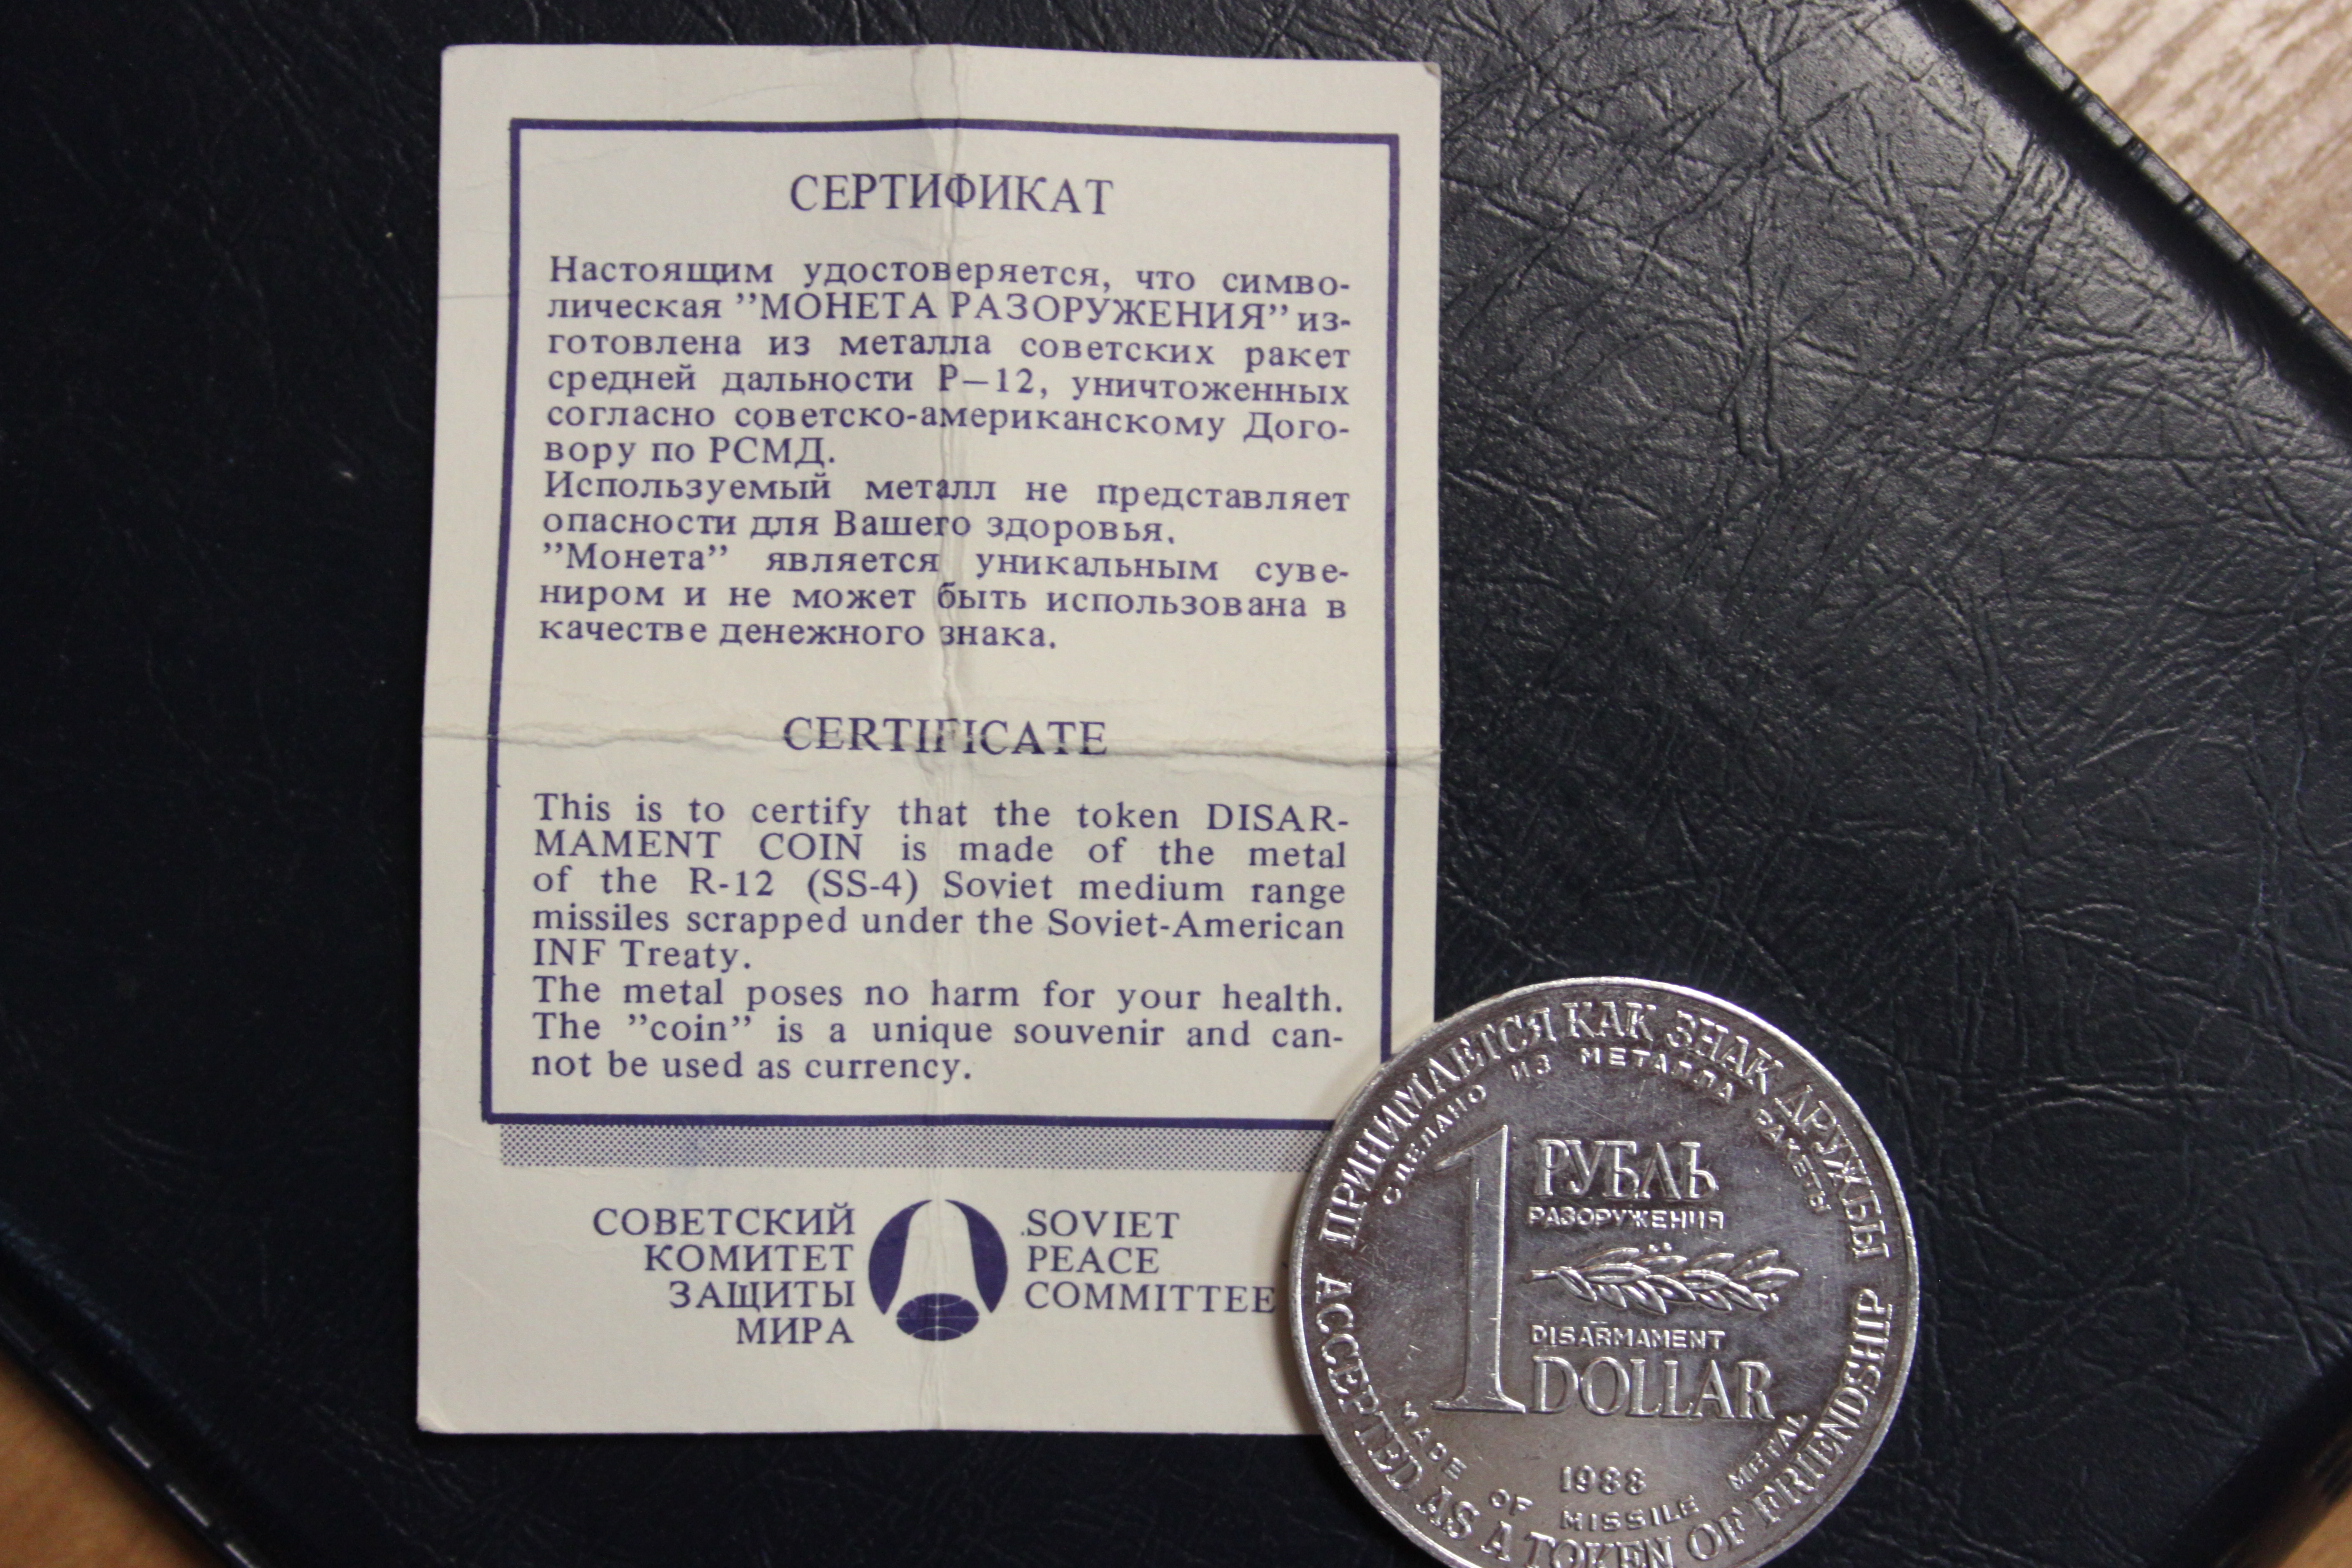 СЕРТИФИКАТ
Настоящим удостоверяется, что симво-
лическая "МОНЕТА РАЗОРУЖЕНИЯ" из-
готовлена из металла советских ракет
средней дальности Р—12, уничтоженных
согласно советско-американскому Дого-
вору по РСМД.
Используемый металл не представляет
опасности для Вашего здоровья.
"Монета" является уникальным суве-
ниром и не может быть использована в
качестве денежного знака.
CERTIFICATE
This is to certify that the token DISAR-
MAMENT COIN is made of the metal
of the R-12 (SS-4) Soviet medium range
missiles scrapped under the Soviet-American
INF Treaty.
The metal poses no harm for your health.
The "coin" is a unique souvenir and can-
not be used as currency.
СОВЕТСКИЙ
КОМИТЕТ
ЗАЩИТЫ
МИРА
SOVIET
PEACE
COMMITTEE
ПРИНИМАЕТСЯ КАК ЗНАК ДРУЖБЫ
СДЕЛАНО ИЗ МЕТАЛЛА РАКЕТЫ
1 РУБЛЬ
РАЗОРУЖЕНИЯ
DISARMAMENT
DOLLAR
1988
MADE OF MISSILE METAL
ACCEPTED AS A TOKEN OF FRIENDSHIP